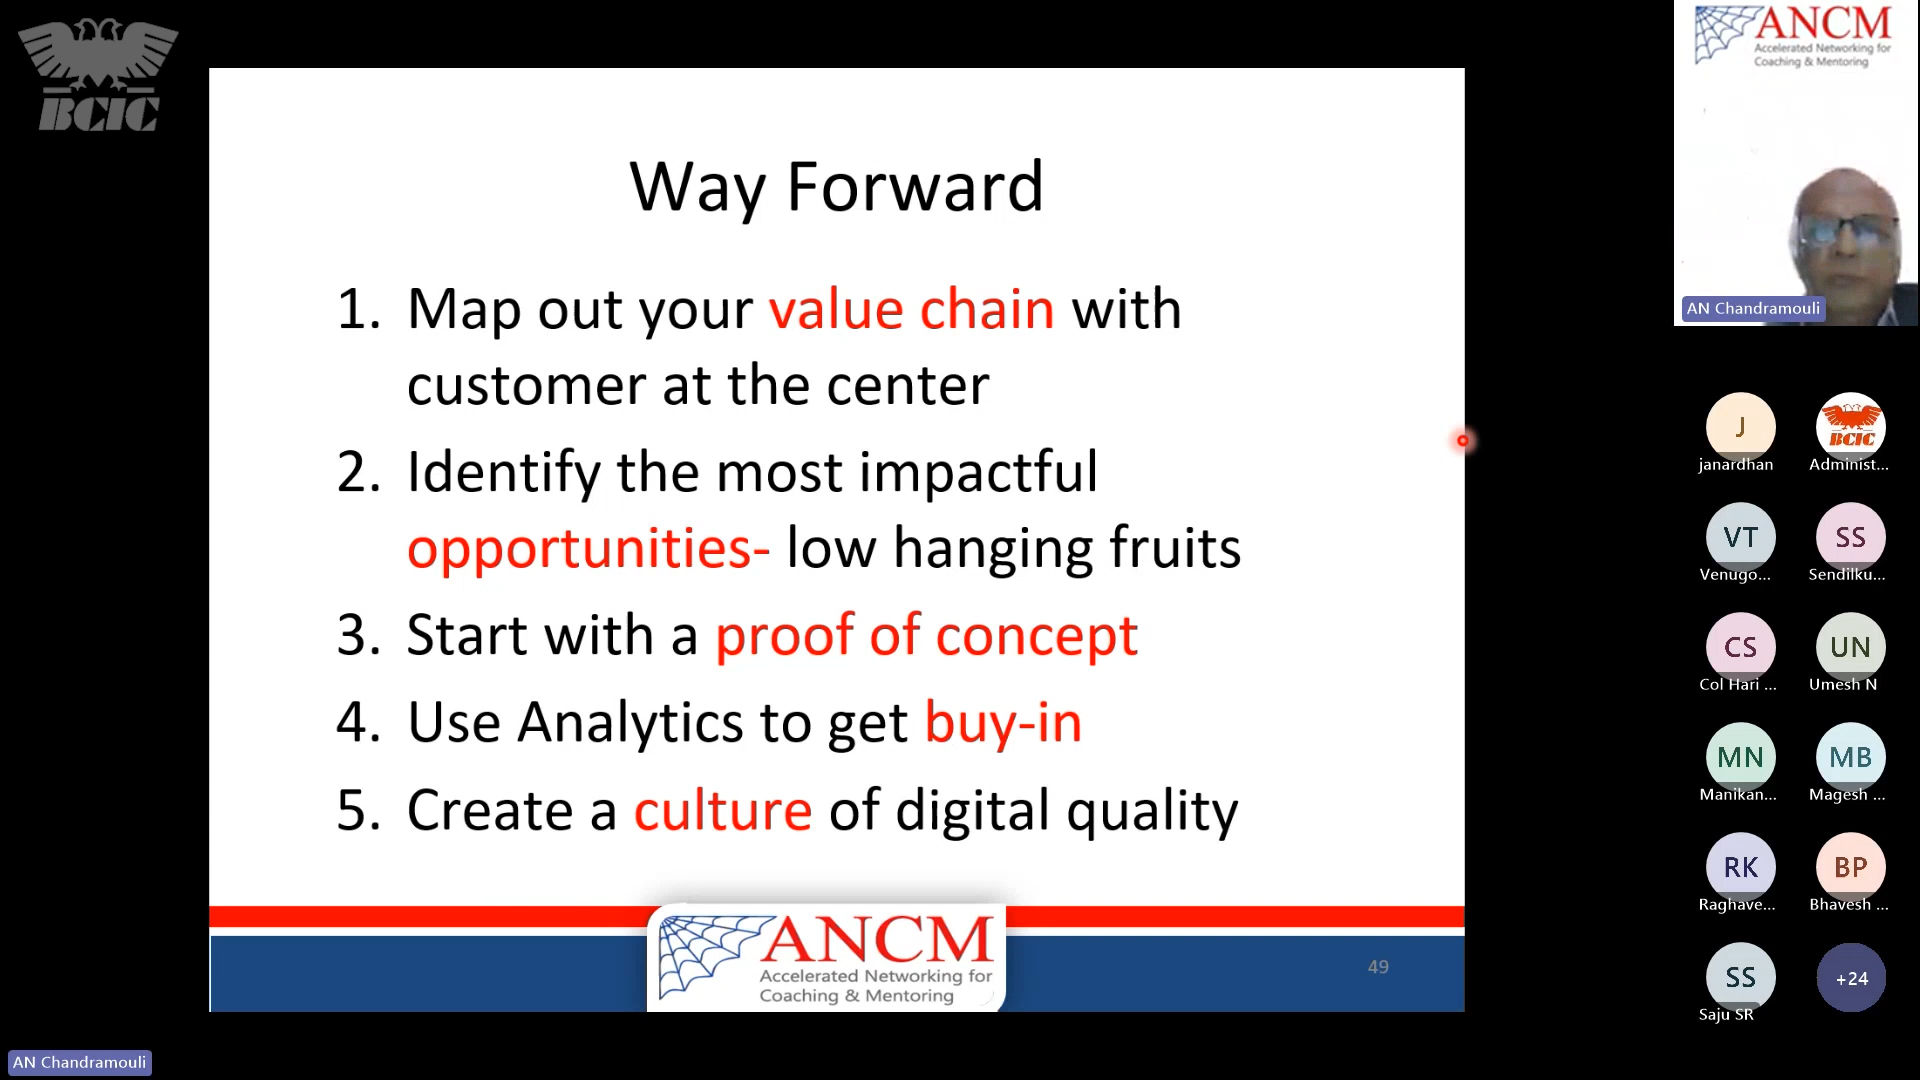 BCIC
Way Forward
1. Map out your value chain with
customer at the center
2. Identify the most impactful
opportunities- low hanging fruits
3. Start with a proof of concept
4. Use Analytics to get buy-in
5. Create a culture of digital quality
ANCM
Accelerated Networking for
Coaching & Mentoring
49
AN Chandramouli
ANCM
Accelerated Networking for
Coaching & Mentoring
AN Chandramouli
J
janardhan
BCIC
Administ...
VT
Venugo...
SS
Sendilku...
CS
Col Hari ...
UN
Umesh N
MN
Manikan...
MB
Magesh ...
RK
Raghave...
BP
Bhavesh ...
SS
Saju SR
+24